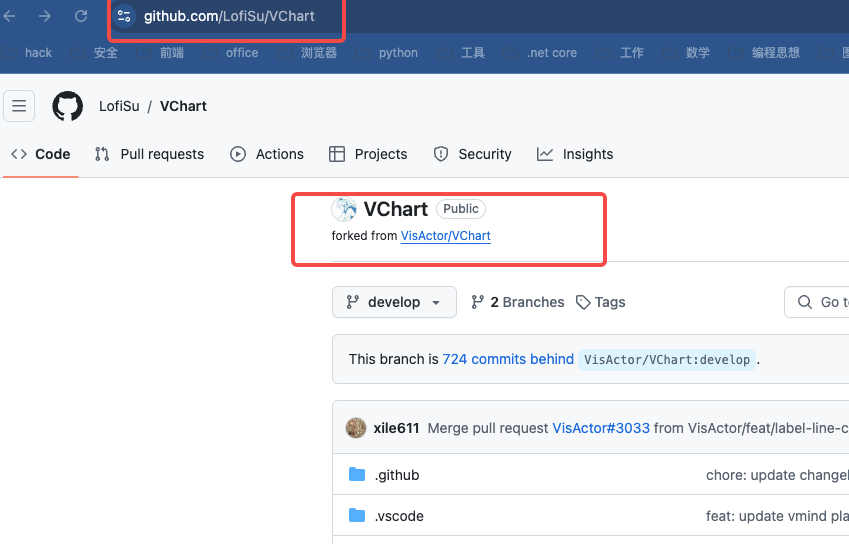 github.com/LofiSu/VChart
hack 安全 前端 office 浏览器 python 工具 .net core 工作 数学 编程思想
LofiSu / VChart
Code Pull requests Actions Projects Security Insights
VChart Public
forked from VisActor/VChart
develop 2 Branches Tags Go to
This branch is 724 commits behind VisActor/VChart:develop .
xile611 Merge pull request VisActor#3033 from VisActor/feat/label-line-c
.github chore: update changel
.vscode feat: update vmind pla